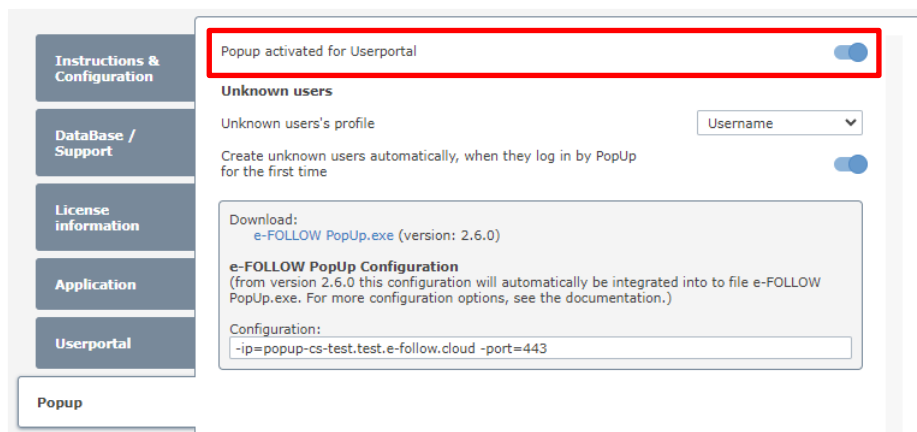 Instructions &
Configuration
DataBase /
Support
License
information
Application
Userportal
Popup
Popup activated for Userportal
Unknown users
Unknown users's profile
Username
Create unknown users automatically, when they log in by PopUp
for the first time
Download:
e-FOLLOW PopUp.exe (version: 2.6.0)
e-FOLLOW PopUp Configuration
(from version 2.6.0 this configuration will automatically be integrated into to file e-FOLLOW
PopUp.exe. For more configuration options, see the documentation.)
Configuration:
-ip=popup-cs-test.test.e-follow.cloud -port=443